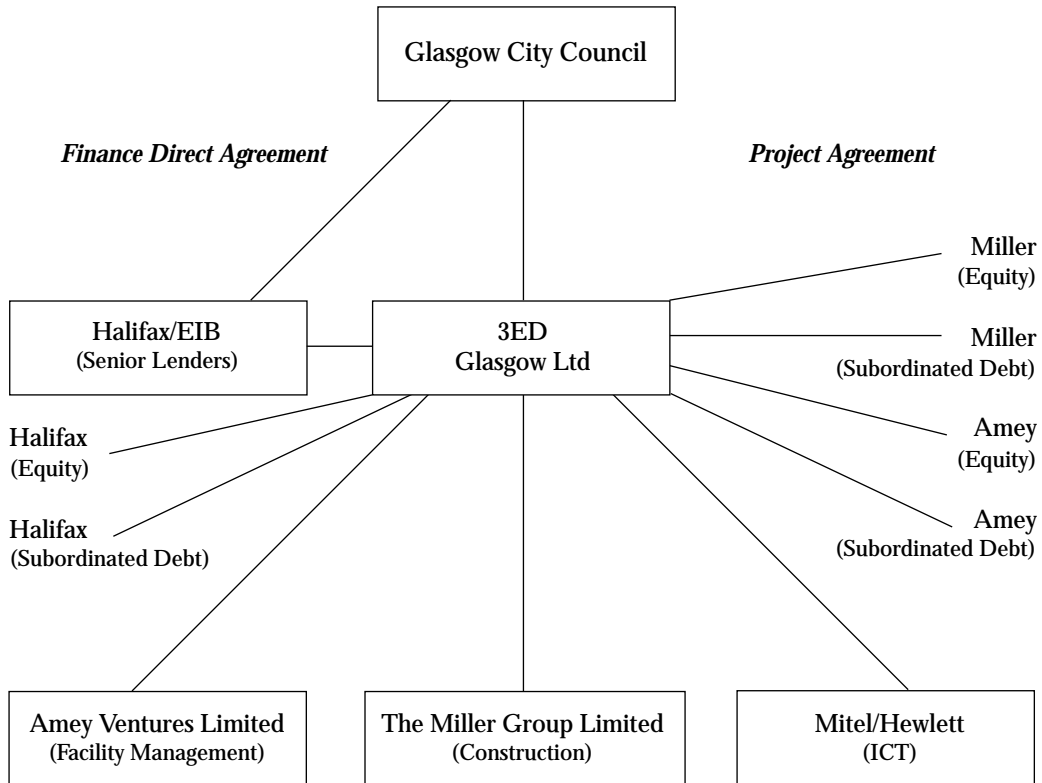 Glasgow City Council
Finance Direct Agreement
Project Agreement
Miller
(Equity)
Halifax/EIB
(Senior Lenders)
3ED
Glasgow Ltd
Miller
(Subordinated Debt)
Halifax
(Equity)
Amey
(Equity)
Halifax
(Subordinated Debt)
Amey
(Subordinated Debt)
Amey Ventures Limited
(Facility Management)
The Miller Group Limited
(Construction)
Mitel/Hewlett
(ICT)